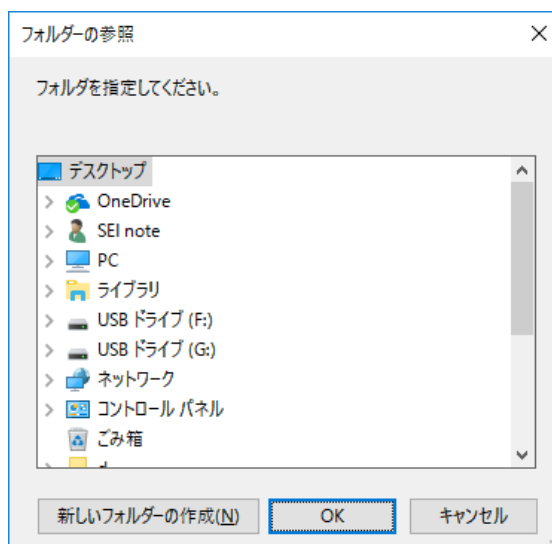 フォルダーの参照
フォルダを指定してください。
デスクトップ
OneDrive
SEI note
PC
ライブラリ
USB ドライブ (F:)
USB ドライブ (G:)
ネットワーク
コントロール パネル
ごみ箱
新しいフォルダーの作成(N) OK キャンセル